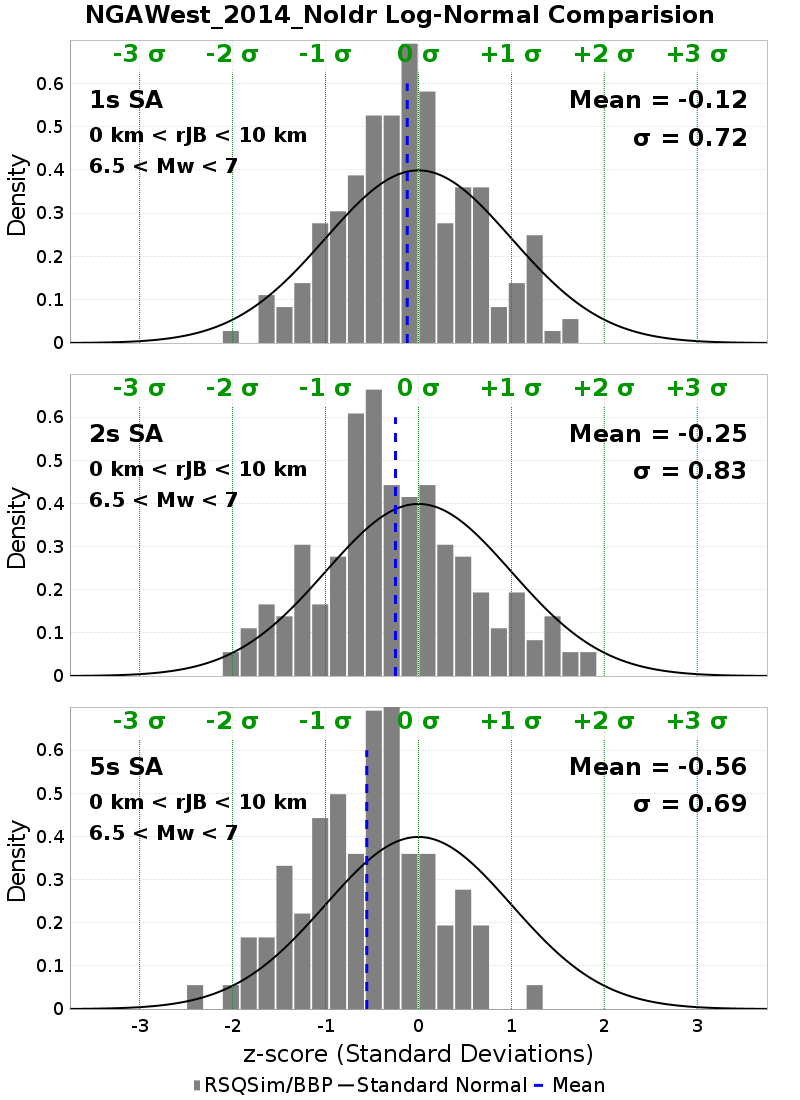 NGAWest_2014_NoIdr Log-Normal Comparision
-3 σ -2 σ -1 σ 0 σ +1 σ +2 σ +3 σ
1s SA
Mean = -0.12
0 km < rJB < 10 km
σ = 0.72
6.5 < Mw < 7
Density
0.6
0.5
0.4
0.3
0.2
0.1
0
-3 σ -2 σ -1 σ 0 σ +1 σ +2 σ +3 σ
2s SA
Mean = -0.25
0 km < rJB < 10 km
σ = 0.83
6.5 < Mw < 7
Density
0.6
0.5
0.4
0.3
0.2
0.1
0
-3 σ -2 σ -1 σ 0 σ +1 σ +2 σ +3 σ
5s SA
Mean = -0.56
0 km < rJB < 10 km
σ = 0.69
6.5 < Mw < 7
Density
0.6
0.5
0.4
0.3
0.2
0.1
0
-3 -2 -1 0 1 2 3
z-score (Standard Deviations)
RSQSim/BBP Standard Normal Mean